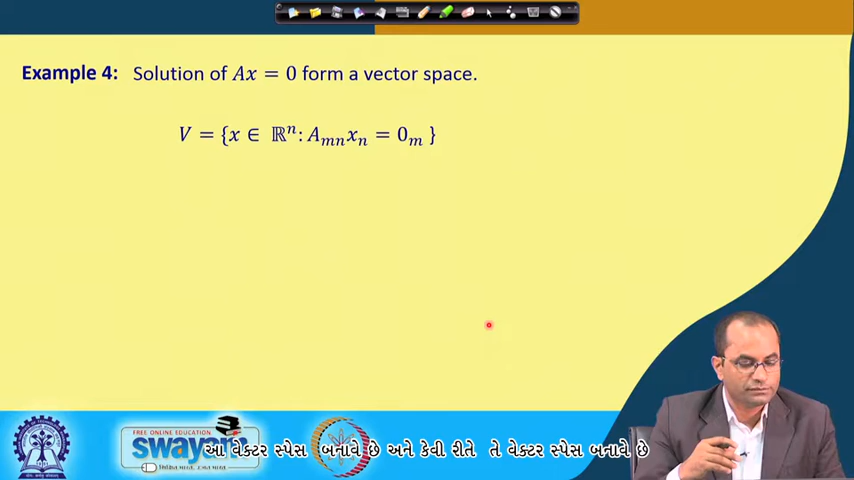 Example 4: Solution of Ax = 0 form a vector space.
V = {x ∈ ℝⁿ: Aₘₙxₙ = 0ₘ }
FREE ONLINE EDUCATION
swayam
આ વેક્ટર સ્પેસ બનાવે છે અને કેવી રીતે તે વેક્ટર સ્પેસ બનાવે છે